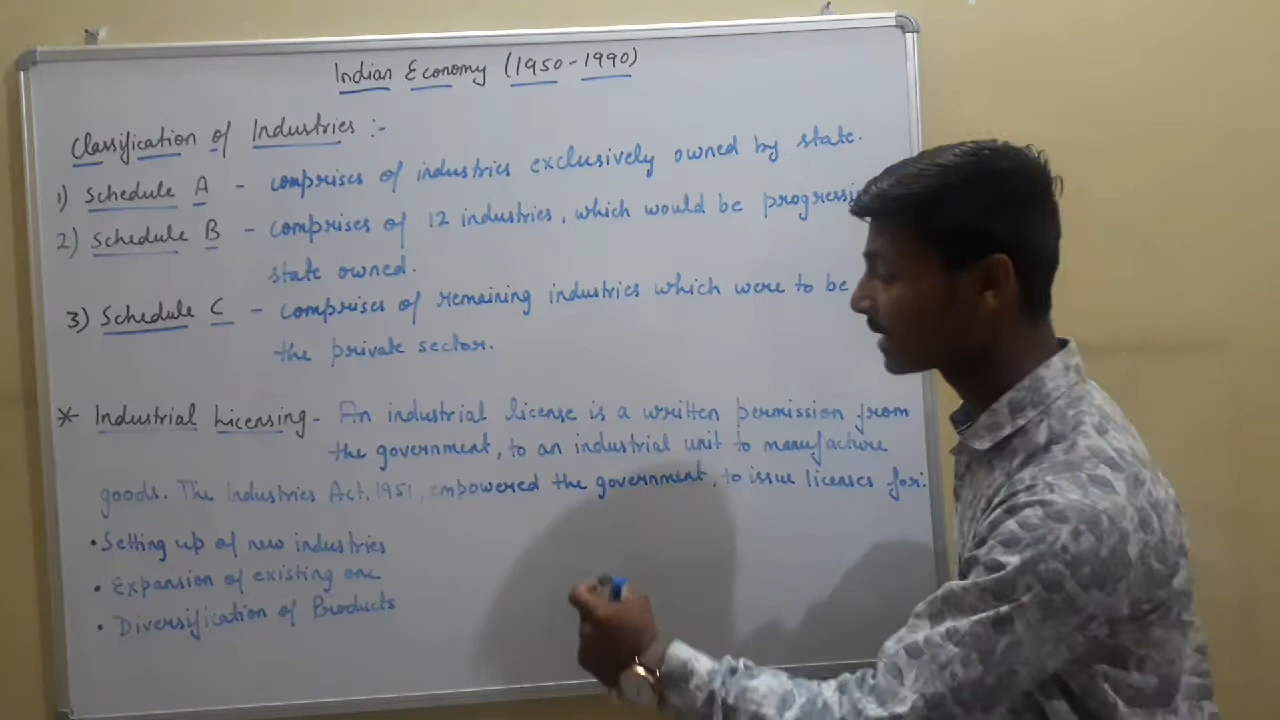 Indian Economy (1950-1990)
Classification of Industries :-
1) Schedule A - comprises of industries exclusively owned by state.
2) Schedule B - comprises of 12 industries, which would be progressi
state owned.
3) Schedule C - comprises of remaining industries which were to be
the private sector.
* Industrial Licensing - An industrial license is a written permission from
the government, to an industrial unit to manufacture
goods. The Industries Act, 1951, empowered the government, to issue licenses for:
• Setting up of new industries
• Expansion of existing one
• Diversification of Products